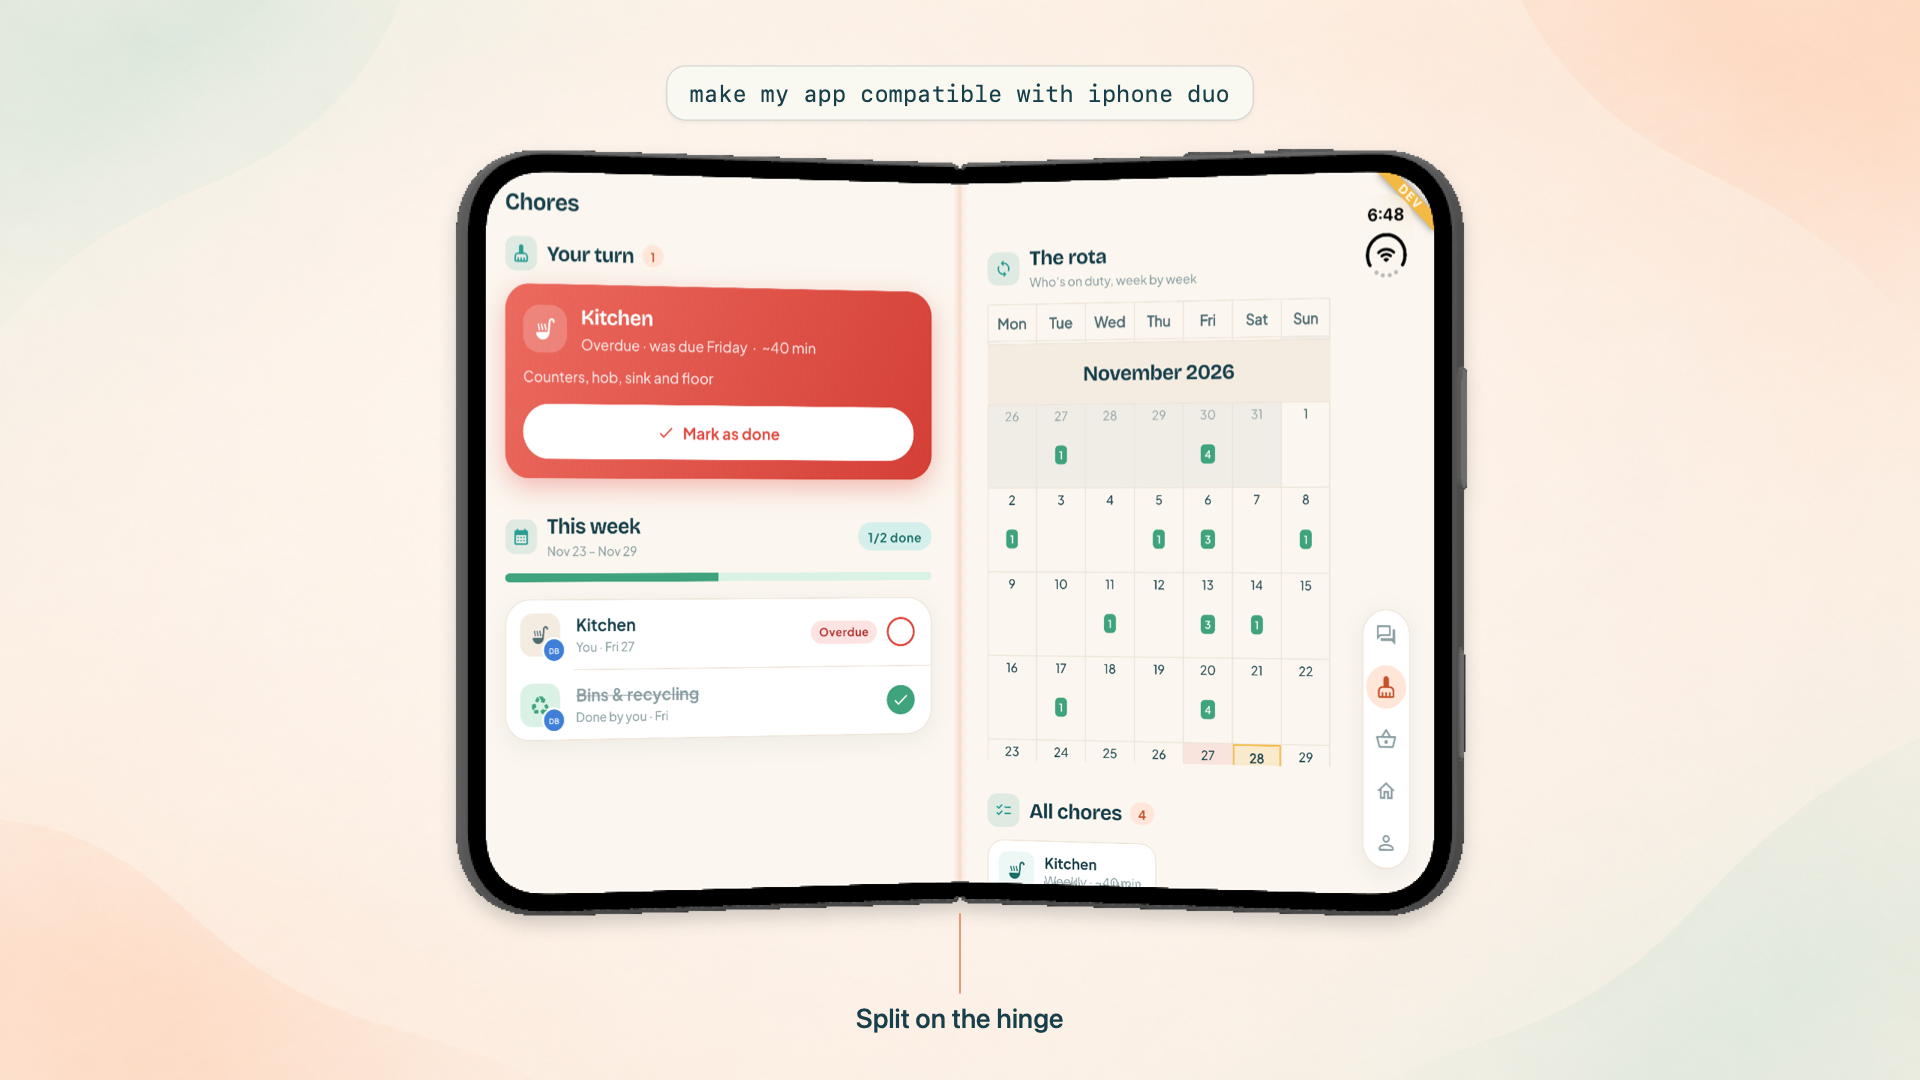 make my app compatible with iphone duo
DEV
6:48
Chores
Your turn 1
Kitchen
Overdue · was due Friday · ~40 min
Counters, hob, sink and floor
Mark as done
This week
Nov 23 – Nov 29
1/2 done
Kitchen
You · Fri 27
DB
Overdue
Bins & recycling
Done by you · Fri
DB
The rota
Who's on duty, week by week
Mon Tue Wed Thu Fri Sat Sun
November 2026
26 27 28 29 30 31 1
1 4
2 3 4 5 6 7 8
1 1 3 1
9 10 11 12 13 14 15
1 3 1
16 17 18 19 20 21 22
1 4
23 24 25 26 27 28 29
All chores 4
Kitchen
Weekly · ~40 min
Split on the hinge